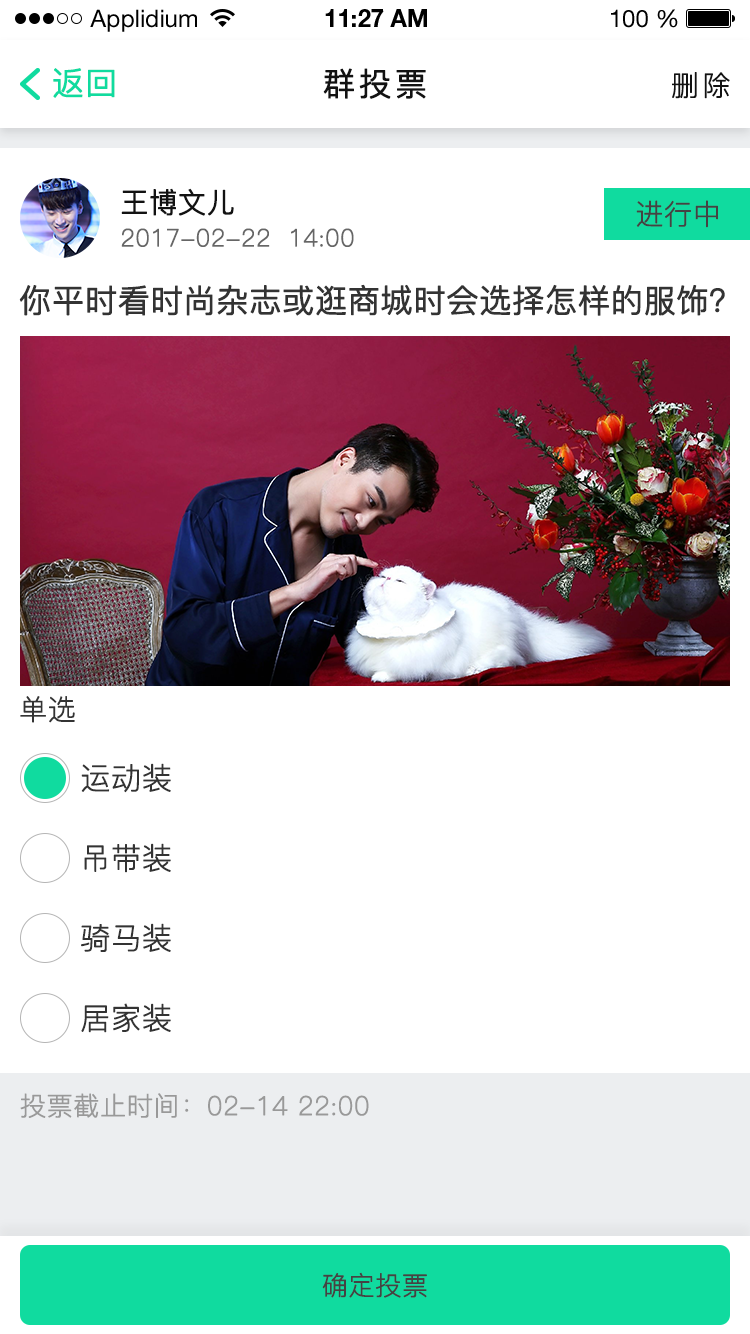 Applidium 11:27 AM 100 %
返回 群投票 删除
王博文儿
2017-02-22 14:00
进行中
你平时看时尚杂志或逛商城时会选择怎样的服饰?
单选
运动装
吊带装
骑马装
居家装
投票截止时间：02-14 22:00
确定投票